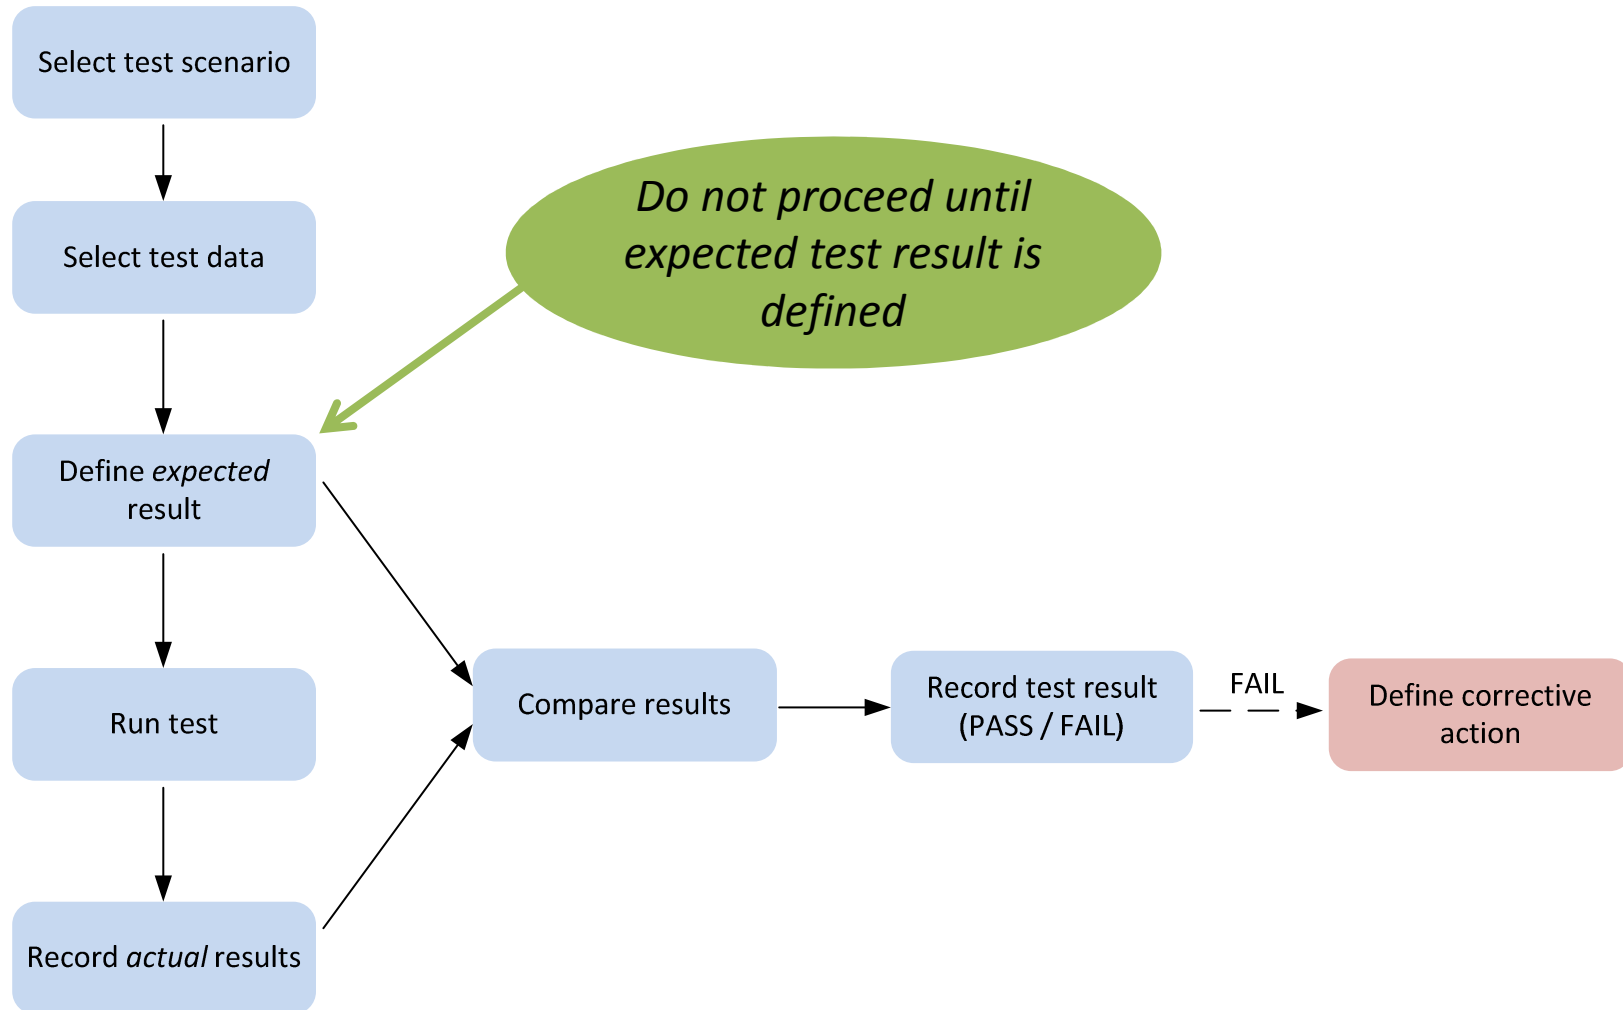 Select test scenario
Select test data
Do not proceed until
expected test result is
defined
Define expected
result
Run test
Record actual results
Compare results
Record test result
(PASS / FAIL)
FAIL
Define corrective
action